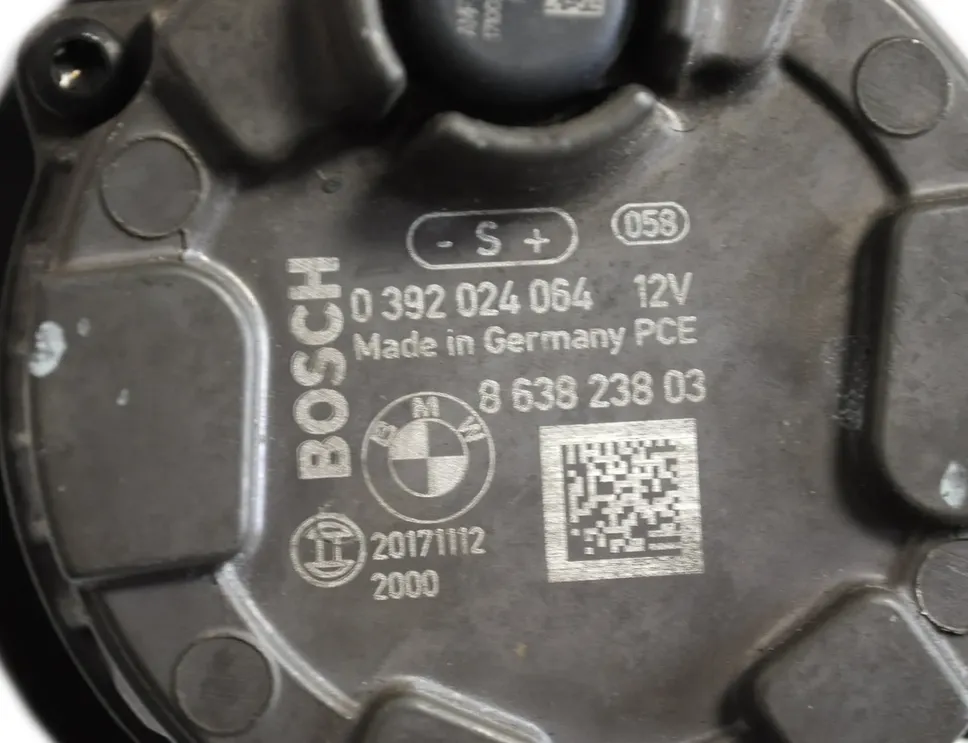 - S +
058
BOSCH
0 392 024 064 12V
Made in Germany PCE
8 638 238 03
BMW
20171112
2000